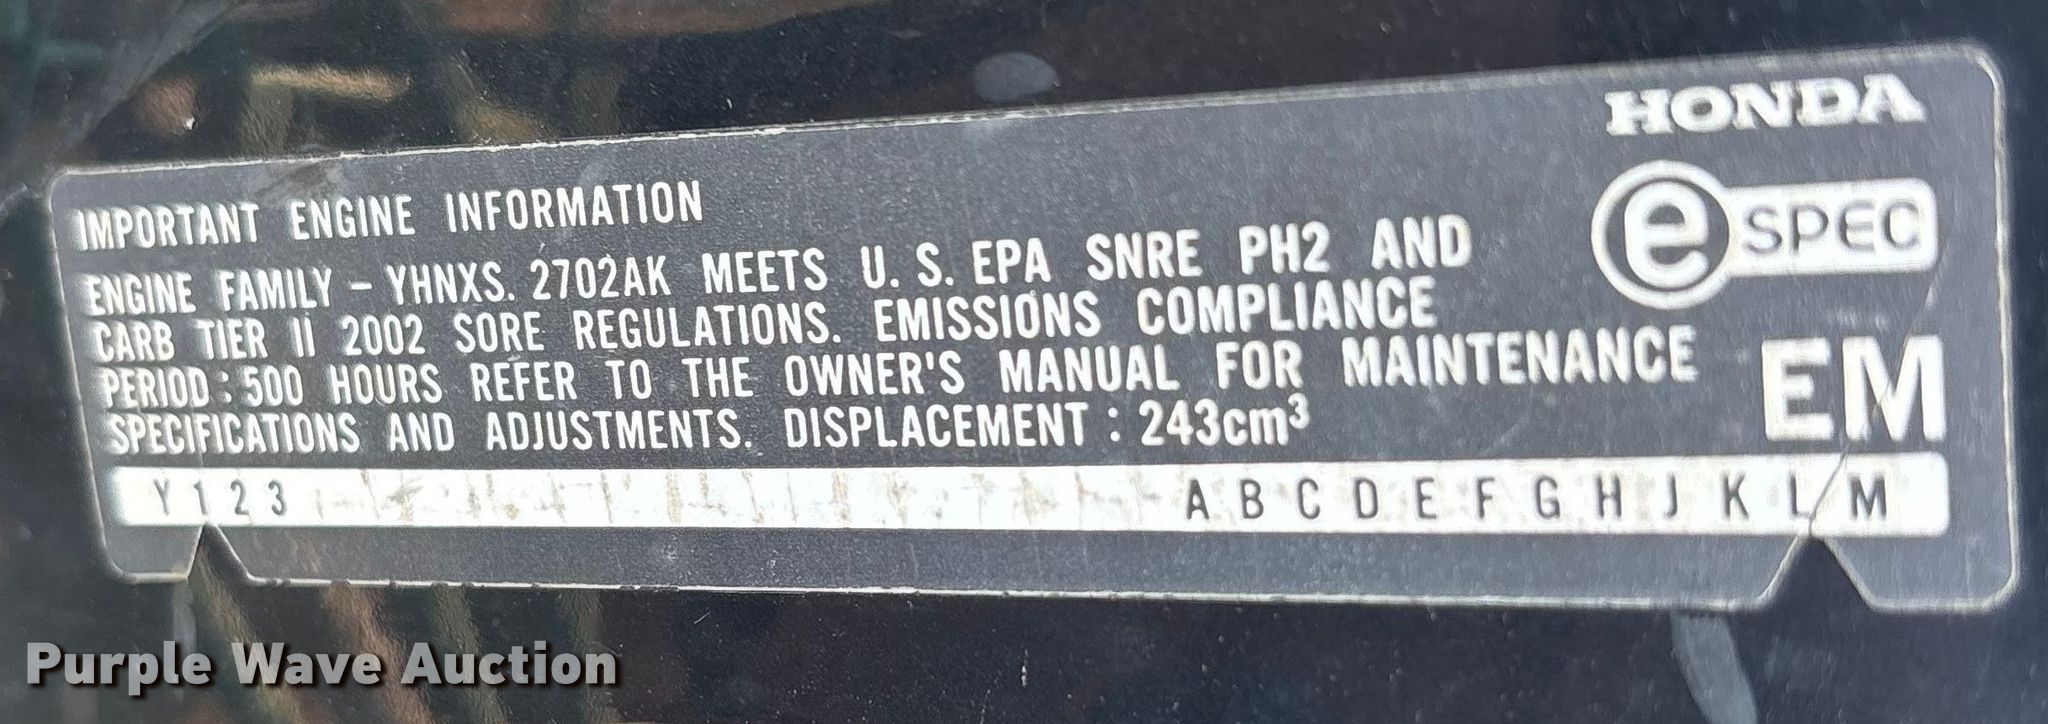 HONDA
e SPEC
EM
IMPORTANT ENGINE INFORMATION
ENGINE FAMILY - YHNXS. 2702AK MEETS U. S. EPA SNRE PH2 AND
CARB TIER II 2002 SORE REGULATIONS. EMISSIONS COMPLIANCE
PERIOD : 500 HOURS REFER TO THE OWNER'S MANUAL FOR MAINTENANCE
SPECIFICATIONS AND ADJUSTMENTS. DISPLACEMENT : 243cm³
Y 1 2 3 A B C D E F G H J K L M
Purple Wave Auction